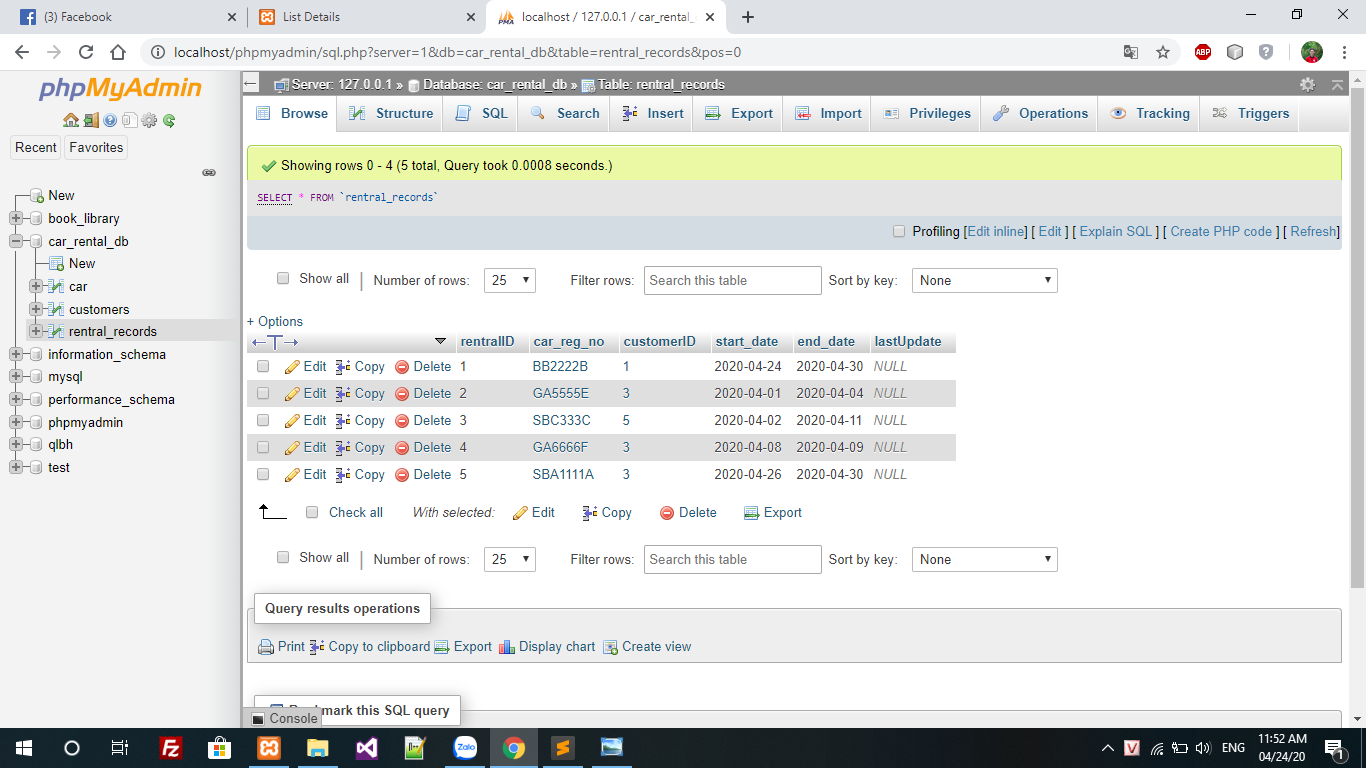 (3) Facebook
List Details
localhost / 127.0.0.1 / car_rental_
localhost/phpmyadmin/sql.php?server=1&db=car_rental_db&table=rentral_records&pos=0
ABP
phpMyAdmin
Recent Favorites
New
book_library
car_rental_db
New
car
customers
rentral_records
information_schema
mysql
performance_schema
phpmyadmin
qlbh
test
Server: 127.0.0.1 » Database: car_rental_db » Table: rentral_records
Browse Structure SQL Search Insert Export Import Privileges Operations Tracking Triggers
Showing rows 0 - 4 (5 total, Query took 0.0008 seconds.)
SELECT * FROM `rentral_records`
Profiling [Edit inline] [ Edit ] [ Explain SQL ] [ Create PHP code ] [ Refresh]
Show all | Number of rows: 25 Filter rows: Search this table Sort by key: None
+ Options
←T→ rentralID car_reg_no customerID start_date end_date lastUpdate
Edit Copy Delete 1 BB2222B 1 2020-04-24 2020-04-30 NULL
Edit Copy Delete 2 GA5555E 3 2020-04-01 2020-04-04 NULL
Edit Copy Delete 3 SBC333C 5 2020-04-02 2020-04-11 NULL
Edit Copy Delete 4 GA6666F 3 2020-04-08 2020-04-09 NULL
Edit Copy Delete 5 SBA1111A 3 2020-04-26 2020-04-30 NULL
Check all With selected: Edit Copy Delete Export
Show all | Number of rows: 25 Filter rows: Search this table Sort by key: None
Query results operations
Print Copy to clipboard Export Display chart Create view
mark this SQL query
Console
Fz
Zalo
V
ENG
11:52 AM
04/24/20
1